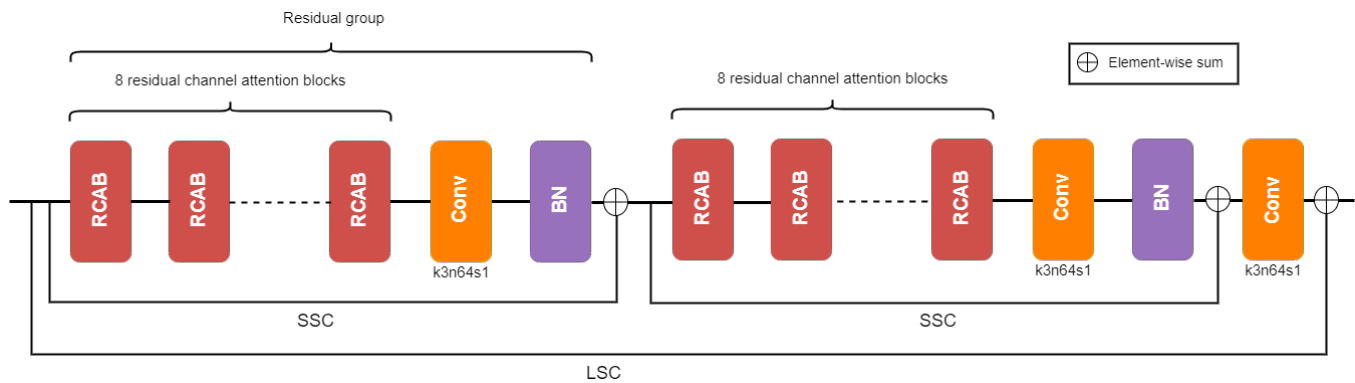 Residual group
8 residual channel attention blocks
8 residual channel attention blocks
Element-wise sum
RCAB
RCAB
RCAB
Conv
BN
RCAB
RCAB
RCAB
Conv
BN
Conv
k3n64s1
k3n64s1
k3n64s1
SSC
SSC
LSC